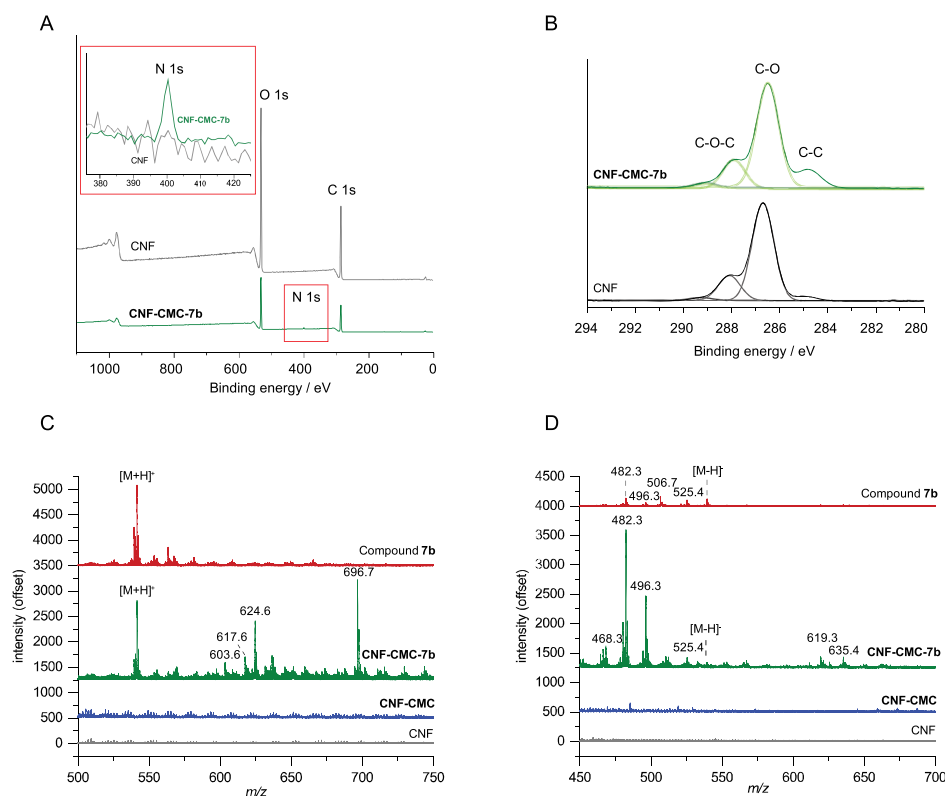 A
N 1s
CNF-CMC-7b
CNF
380 390 400 410 420
O 1s
C 1s
CNF
N 1s
CNF-CMC-7b
1000 800 600 400 200 0
Binding energy / eV
B
C-O
C-O-C
C-C
CNF-CMC-7b
CNF
294 292 290 288 286 284 282 280
Binding energy / eV
C
[M+H]+
5000
4500
4000
3500
3000
2500
2000
1500
1000
500
0
intensity (offset)
Compound 7b
696.7
[M+H]+
624.6
617.6
603.6
CNF-CMC-7b
CNF-CMC
CNF
500 550 600 650 700 750
m/z
D
4500
4000
3500
3000
2500
2000
1500
1000
500
0
intensity (offset)
482.3
[M-H]-
506.7
496.3
525.4
Compound 7b
482.3
496.3
[M-H]-
468.3
525.4
619.3
635.4
CNF-CMC-7b
CNF-CMC
CNF
450 500 550 600 650 700
m/z